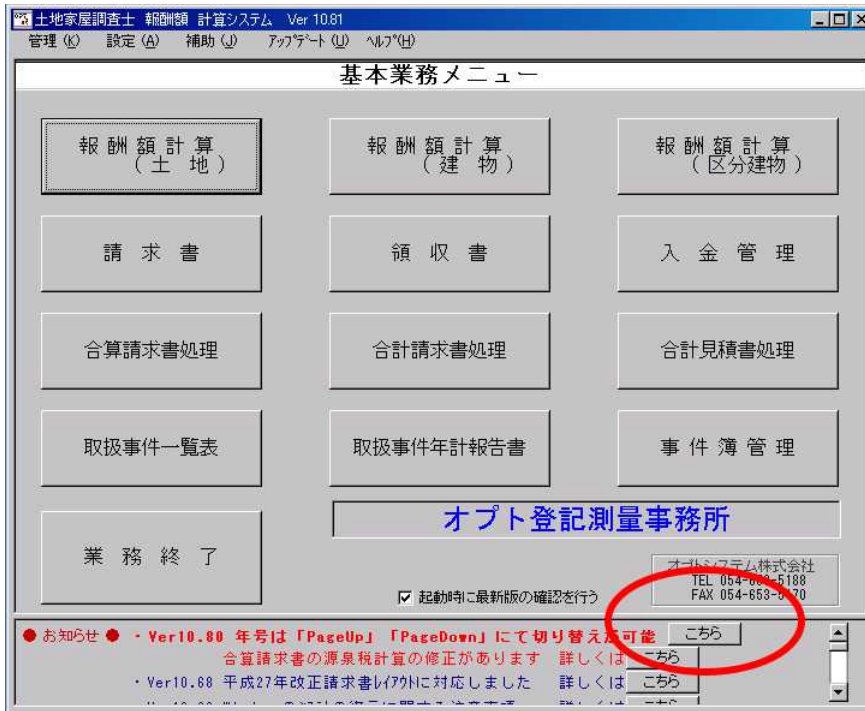 土地家屋調査士 報酬額 計算システム Ver 10.81
管理(K) 設定(A) 補助(J) アップデート(U) ヘルプ(H)
基本業務メニュー
報酬額計算
(土 地)
報酬額計算
(建 物)
報酬額計算
(区分建物)
請 求 書
領 収 書
入 金 管 理
合算請求書処理
合計請求書処理
合計見積書処理
取扱事件一覧表
取扱事件年計報告書
事 件 簿 管 理
業 務 終 了
オプト登記測量事務所
オプトシステム株式会社
TEL 054-653-5188
FAX 054-653-5170
起動時に最新版の確認を行う
● お知らせ ● ・Ver10.80 年号は「PageUp」「PageDown」にて切り替えが可能 こちら
合算請求書の源泉税計算の修正があります 詳しくは こちら
・Ver10.68 平成27年改正請求書レイアウトに対応しました 詳しくは こちら